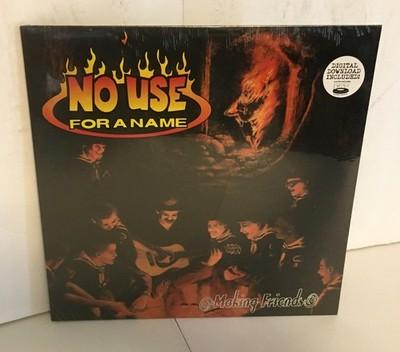 NO USE
FOR A NAME
DIGITAL
DOWNLOAD
INCLUDED!
Making Friends